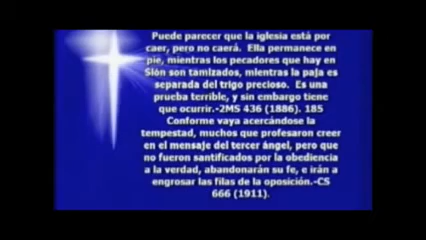 Puede parecer que la iglesia está por
caer, pero no caerá.  Ella permanece en
pie, mientras los pecadores que hay en
Sión son tamizados, mientras la paja es
separada del trigo precioso.  Es una
prueba terrible, y sin embargo tiene
que ocurrir.-2MS 436 (1886). 185
Conforme vaya acercándose la
tempestad, muchos que profesaron creer
en el mensaje del tercer ángel, pero que
no fueron santificados por la obediencia
a la verdad, abandonarán su fe, e irán a
engrosar las filas de la oposición.-CS
666 (1911).